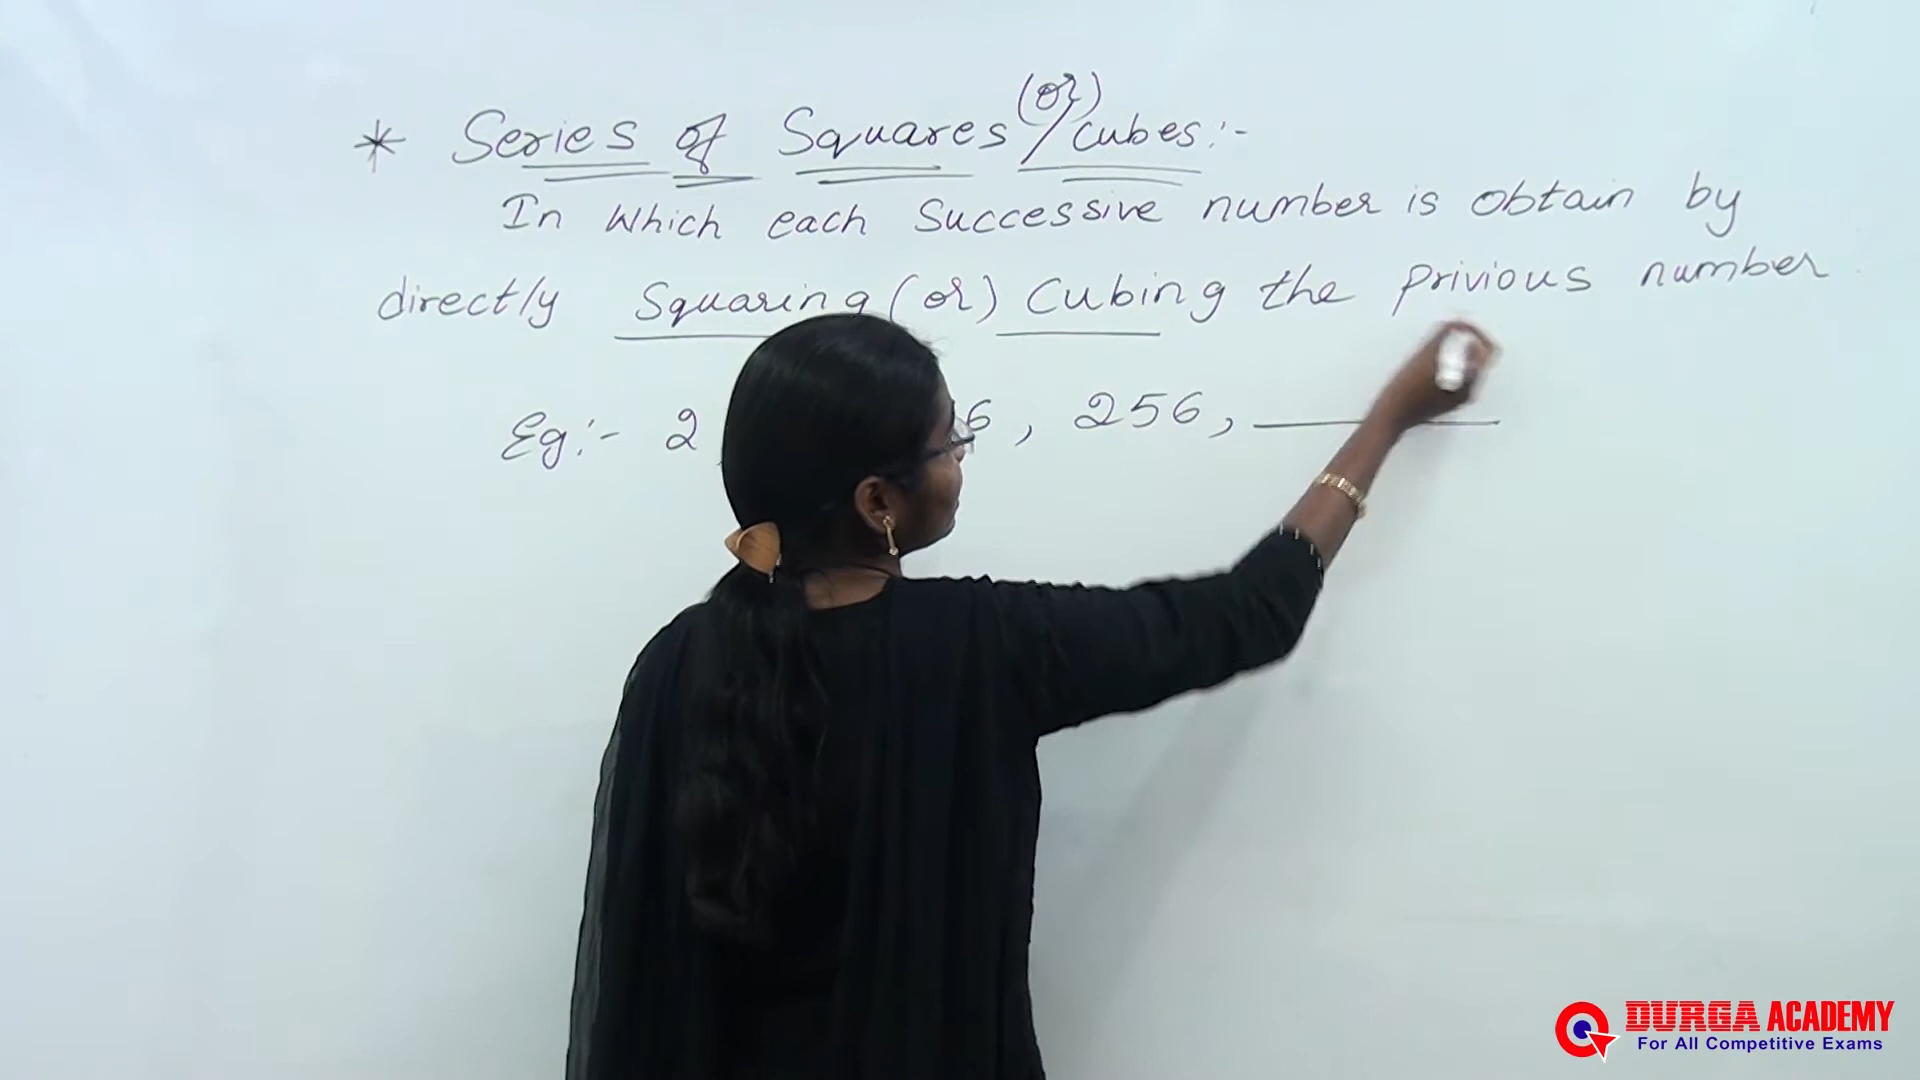 * Series of Squares (or) / Cubes :-
In Which each Successive number is obtain by
directly Squaring (or) Cubing the Privious number
Eg :- 2 6 , 256 ,
DURGA ACADEMY
For All Competitive Exams